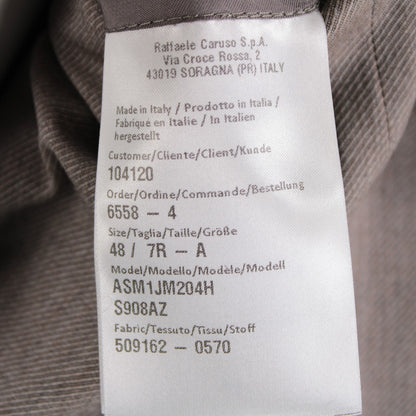 Raffaele Caruso S.p.A.
Via Croce Rossa, 2
43019 SORAGNA (PR) ITALY
Made in Italy / Prodotto in Italia /
Fabriqué en Italie / In Italien
hergestellt
Customer/Cliente/Client/Kunde
104120
Order/Ordine/Commande/Bestellung
6558 – 4
Size/Taglia/Taille/Größe
48 / 7R – A
Model/Modello/Modèle/Modell
ASM1JM204H
S908AZ
Fabric/Tessuto/Tissu/Stoff
509162 – 0570